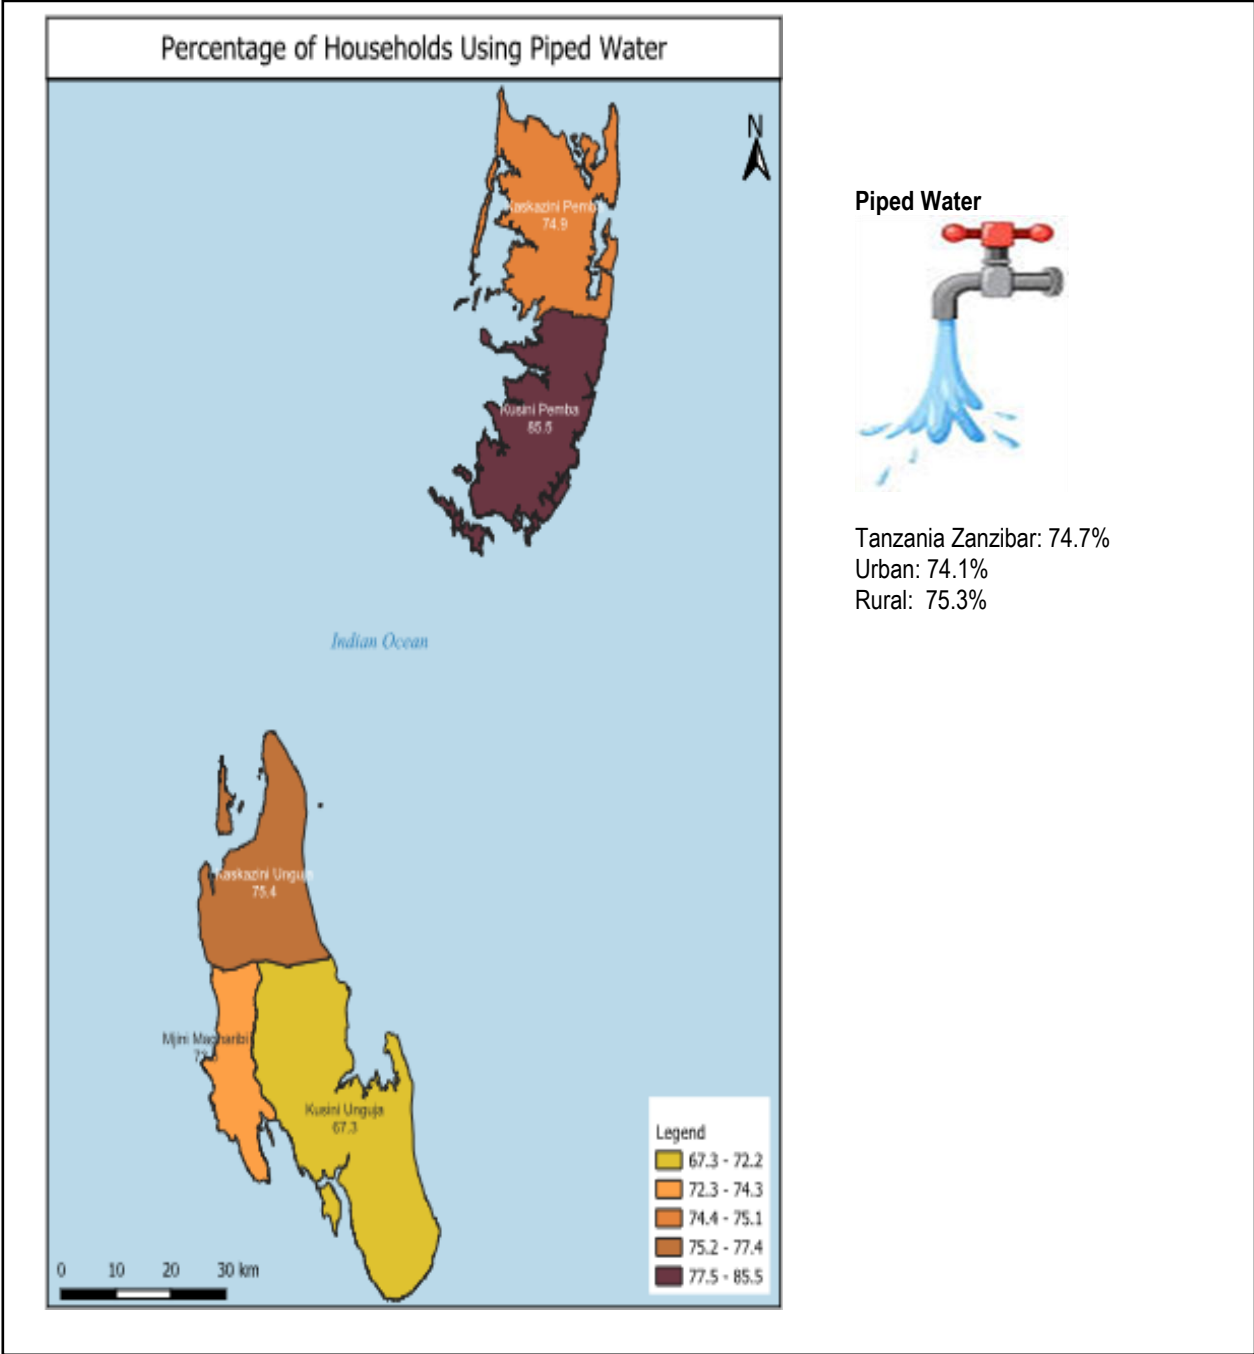 Percentage of Households Using Piped Water
N
Kaskazini Pemba
74.9
Kusini Pemba
85.5
Indian Ocean
Kaskazini Unguja
75.4
Mjini Magharibi
Kusini Unguja
67.3
Legend
67.3 - 72.2
72.3 - 74.3
74.4 - 75.1
75.2 - 77.4
77.5 - 85.5
0 10 20 30 km
Piped Water
Tanzania Zanzibar: 74.7%
Urban: 74.1%
Rural: 75.3%